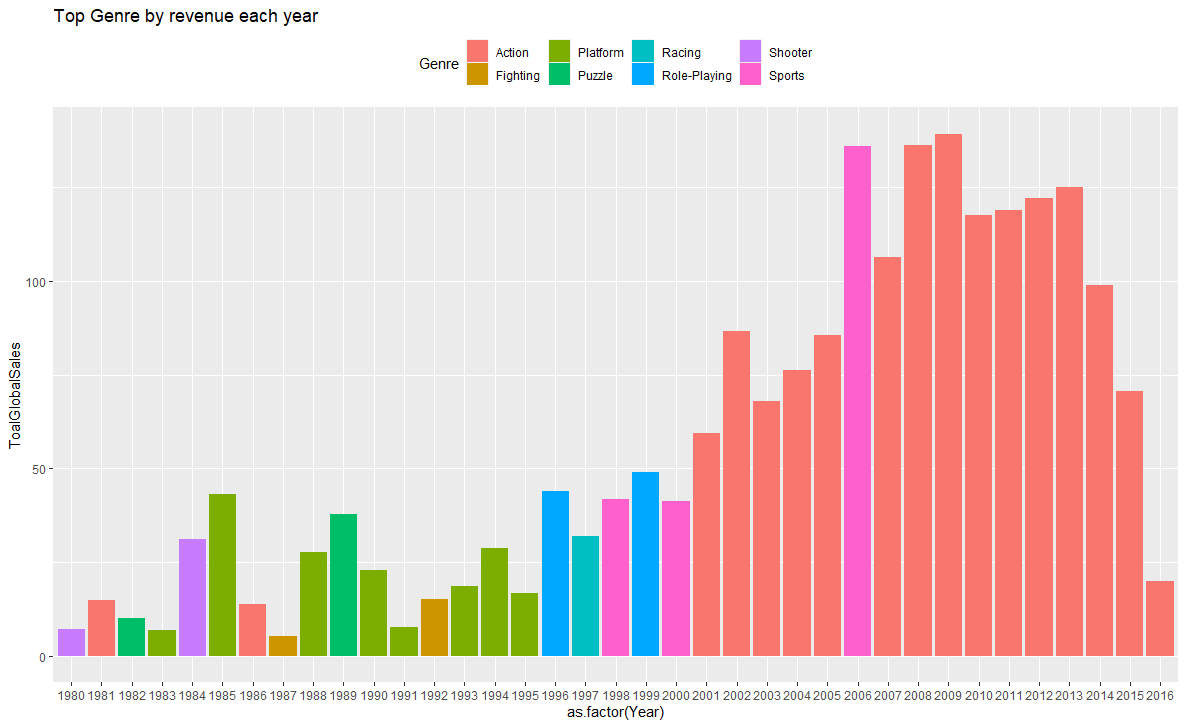 Top Genre by revenue each year
Genre
Action Platform Racing Shooter
Fighting Puzzle Role-Playing Sports
ToalGlobalSales
100
50
0
1980 1981 1982 1983 1984 1985 1986 1987 1988 1989 1990 1991 1992 1993 1994 1995 1996 1997 1998 1999 2000 2001 2002 2003 2004 2005 2006 2007 2008 2009 2010 2011 2012 2013 2014 2015 2016
as.factor(Year)